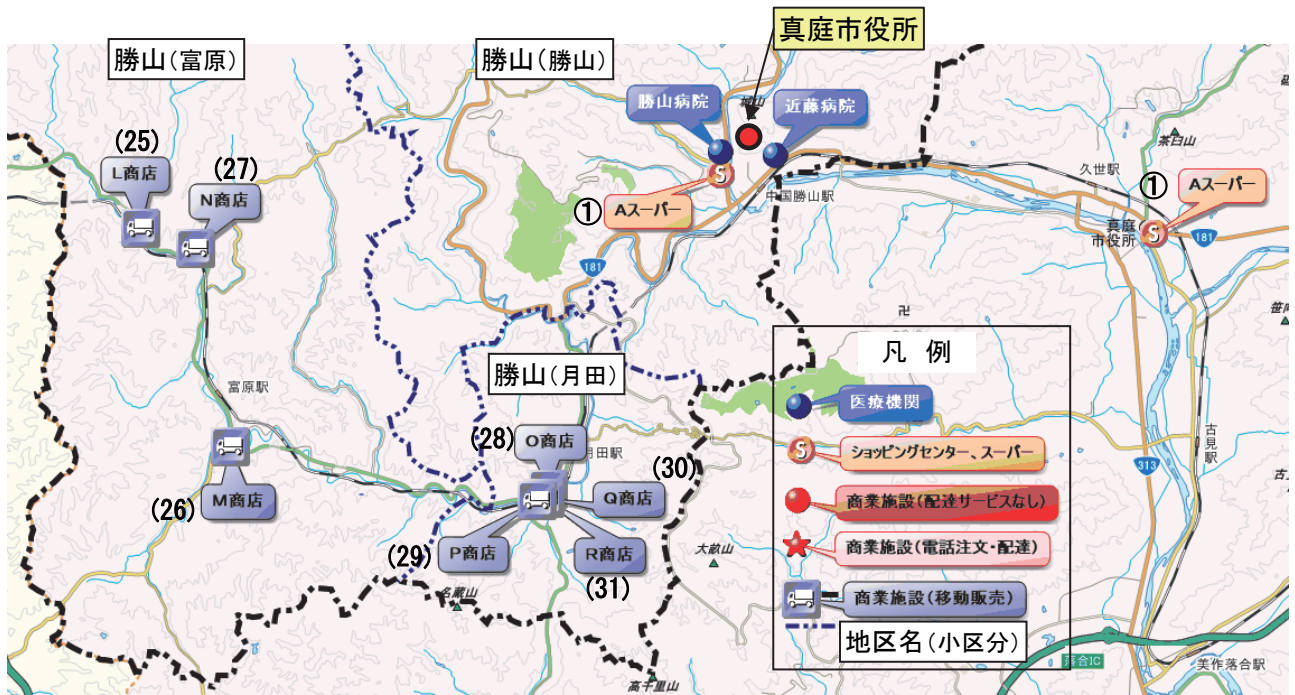 真庭市役所
勝山(富原)
勝山(勝山)
勝山病院
近藤病院
(25)
(27)
L商店
N商店
茶臼山
久世駅
①
Aスーパー
中国勝山駅
①
Aスーパー
真庭
市役所
181
181
凡 例
勝山(月田)
医療機関
富原駅
(28)
O商店
月田駅
(30)
ショッピングセンター、スーパー
古見駅
313
M商店
(26)
Q商店
商業施設(配達サービスなし)
(29)
P商店
R商店
(31)
大畝山
商業施設(電話注文・配達)
名蔵山
商業施設(移動販売)
地区名(小区分)
落合IC
美作落合駅
高千里山